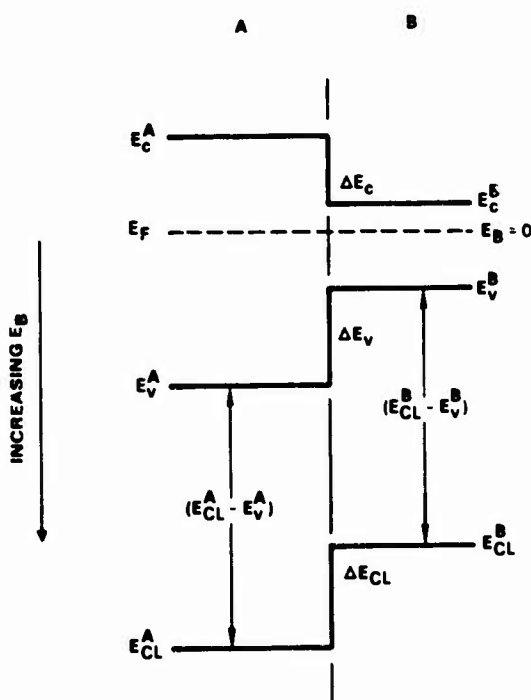 A B
E_c^A
ΔE_c E_c^B
E_F E_B = 0
E_v^B
ΔE_v
E_v^A
INCREASING E_B
(E_CL^B - E_v^B)
(E_CL^A - E_v^A)
E_CL^B
ΔE_CL
E_CL^A